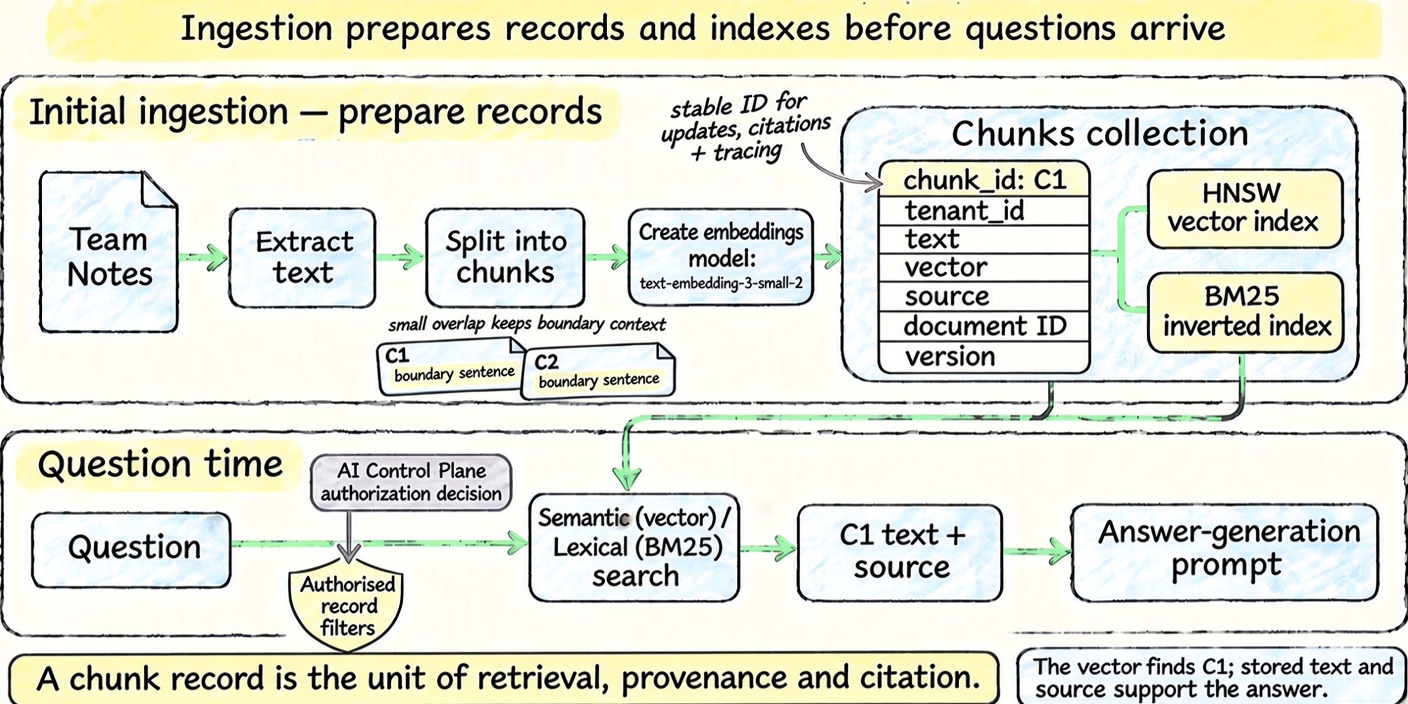 Ingestion prepares records and indexes before questions arrive
Initial ingestion — prepare records
stable ID for
updates, citations
+ tracing
Chunks collection
Team
Notes
Extract
text
Split into
chunks
Create embeddings
model:
text-embedding-3-small-2
chunk_id: C1
tenant_id
text
vector
source
document ID
version
HNSW
vector index
BM25
inverted index
small overlap keeps boundary context
C1
boundary sentence
C2
boundary sentence
Question time
AI Control Plane
authorization decision
Question
Authorised
record
filters
Semantic (vector) /
Lexical (BM25)
search
C1 text +
source
Answer-generation
prompt
A chunk record is the unit of retrieval, provenance and citation.
The vector finds C1; stored text and
source support the answer.